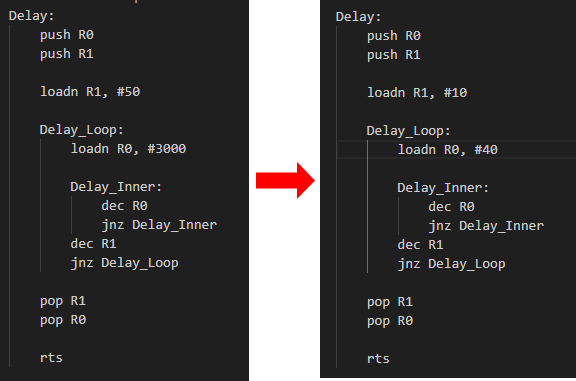 Delay:
push R0
push R1
loadn R1, #50
Delay_Loop:
loadn R0, #3000
Delay_Inner:
dec R0
jnz Delay_Inner
dec R1
jnz Delay_Loop
pop R1
pop R0
rts
Delay:
push R0
push R1
loadn R1, #10
Delay_Loop:
loadn R0, #40
Delay_Inner:
dec R0
jnz Delay_Inner
dec R1
jnz Delay_Loop
pop R1
pop R0
rts